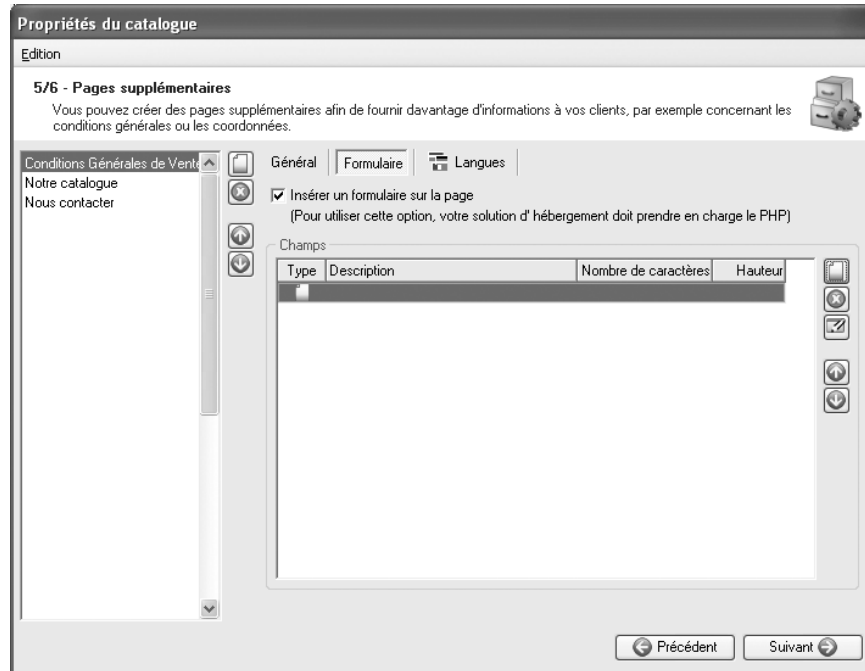 Propriétés du catalogue
Edition
5/6 - Pages supplémentaires
Vous pouvez créer des pages supplémentaires afin de fournir davantage d'informations à vos clients, par exemple concernant les
conditions générales ou les coordonnées.
Conditions Générales de Vente
Notre catalogue
Nous contacter
Général
Formulaire
Langues
Insérer un formulaire sur la page
(Pour utiliser cette option, votre solution d' hébergement doit prendre en charge le PHP)
Champs
Type Description Nombre de caractères Hauteur
Précédent
Suivant